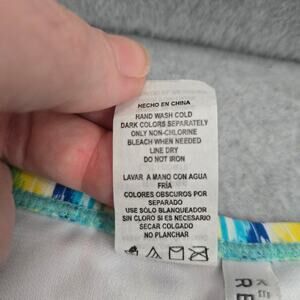 HECHO EN CHINA
HAND WASH COLD
DARK COLORS SEPARATELY
ONLY NON-CHLORINE
BLEACH WHEN NEEDED
LINE DRY
DO NOT IRON
LAVAR A MANO CON AGUA
FRÍA
COLORES OBSCUROS POR
SEPARADO
USE SÓLO BLANQUEADOR
SIN CLORO SI ES NECESARIO
SECAR COLGADO
NO PLANCHAR
RE